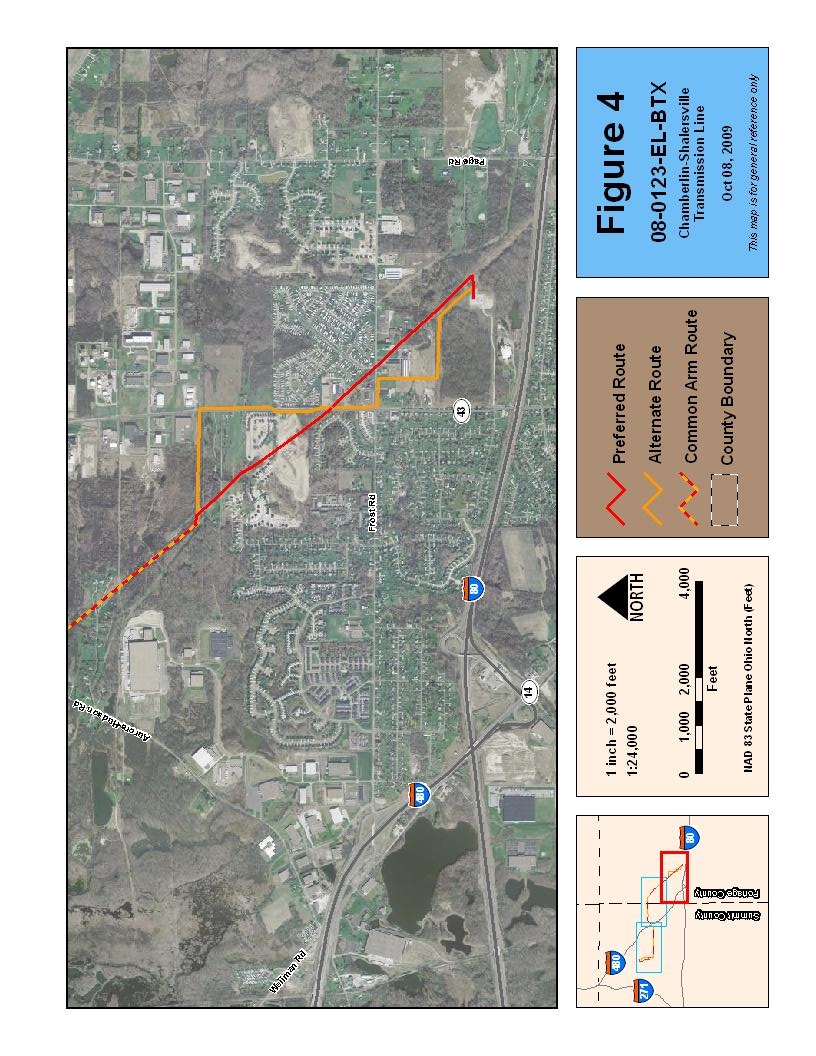 Figure 4
08-0123-EL-BTX
Chamberlin-Shalersville
Transmission Line
Oct 08, 2009
This map is for general reference only
Preferred Route
Alternate Route
Common Arm Route
County Boundary
1 inch = 2,000 feet
1:24,000
NORTH
0 1,000 2,000 4,000
Feet
NAD 83 State Plane Ohio North (Feet)
480
271
80
Summit County
Portage County
Aurora-Hudson Rd
Wellman Rd
Frost Rd
Page Rd
43
80
14
480